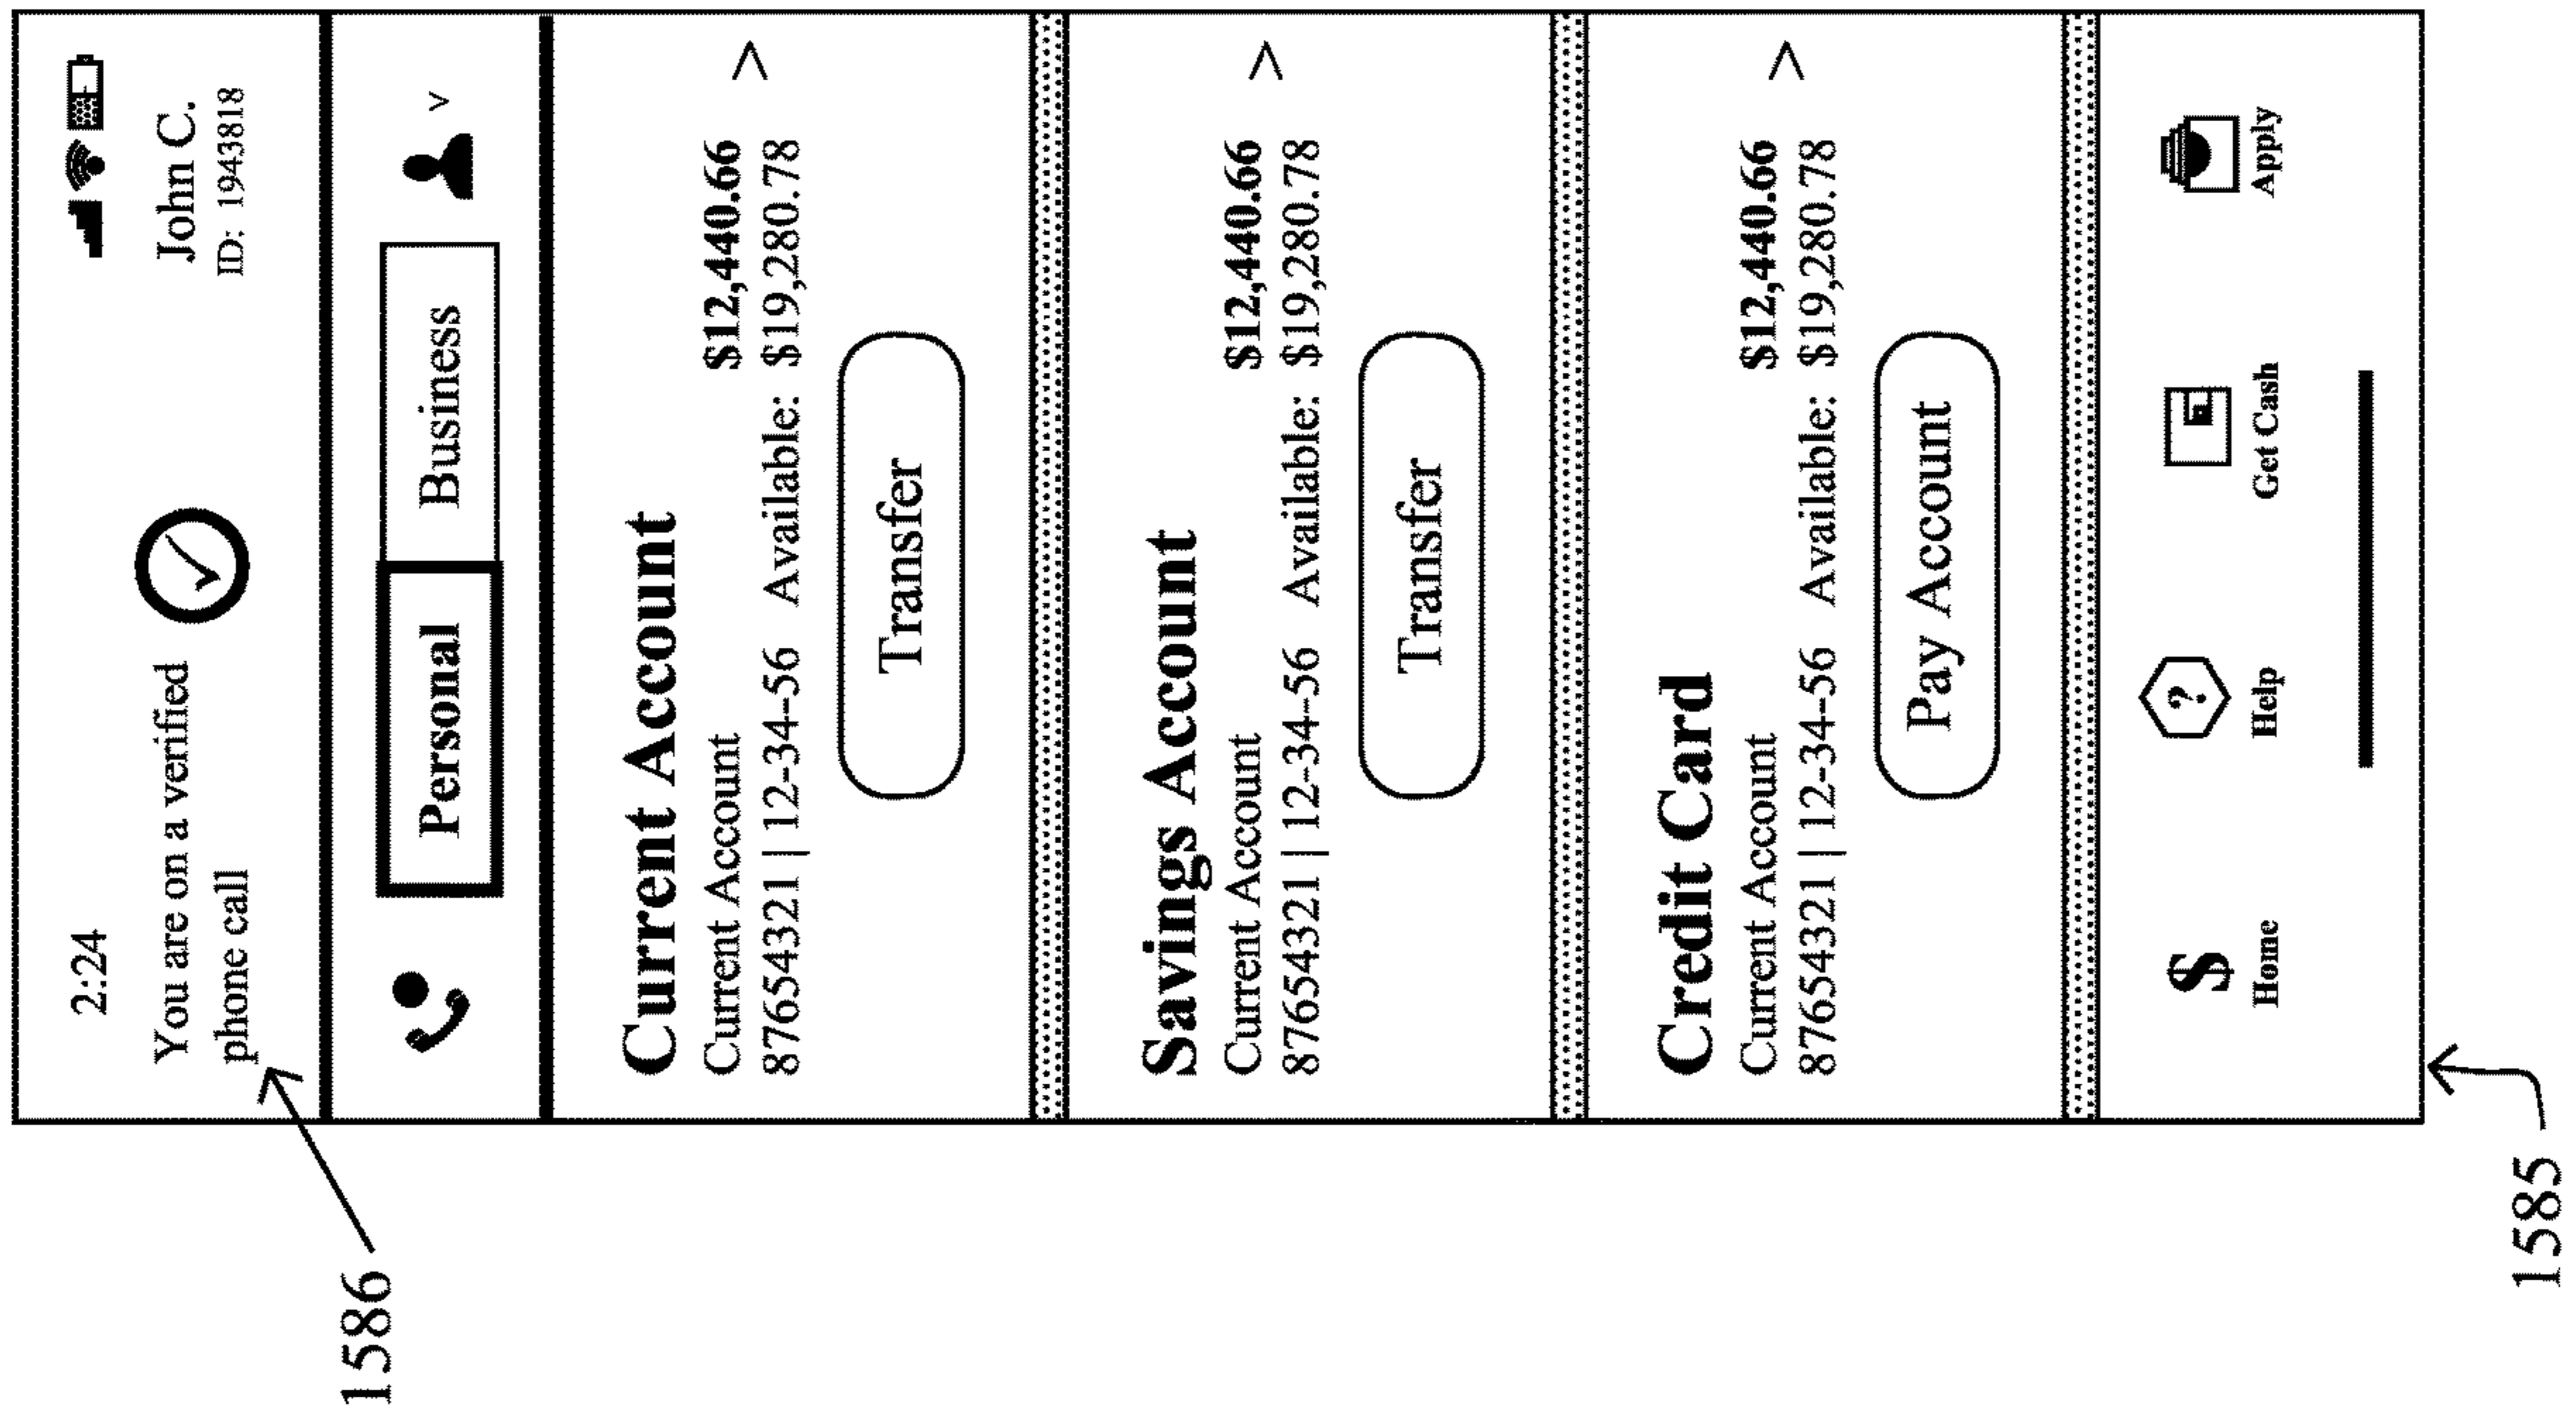 2:24
You are on a verified
phone call
John C.
ID: 1943818
Personal
Business
v
Current Account
Current Account
$12,440.66
>
87654321 | 12-34-56 Available: $19,280.78
Transfer
Savings Account
Current Account
$12,440.66
>
87654321 | 12-34-56 Available: $19,280.78
Transfer
Credit Card
Current Account
$12,440.66
>
87654321 | 12-34-56 Available: $19,280.78
Pay Account
$
?
Home
Help
Get Cash
Apply
1586
1585